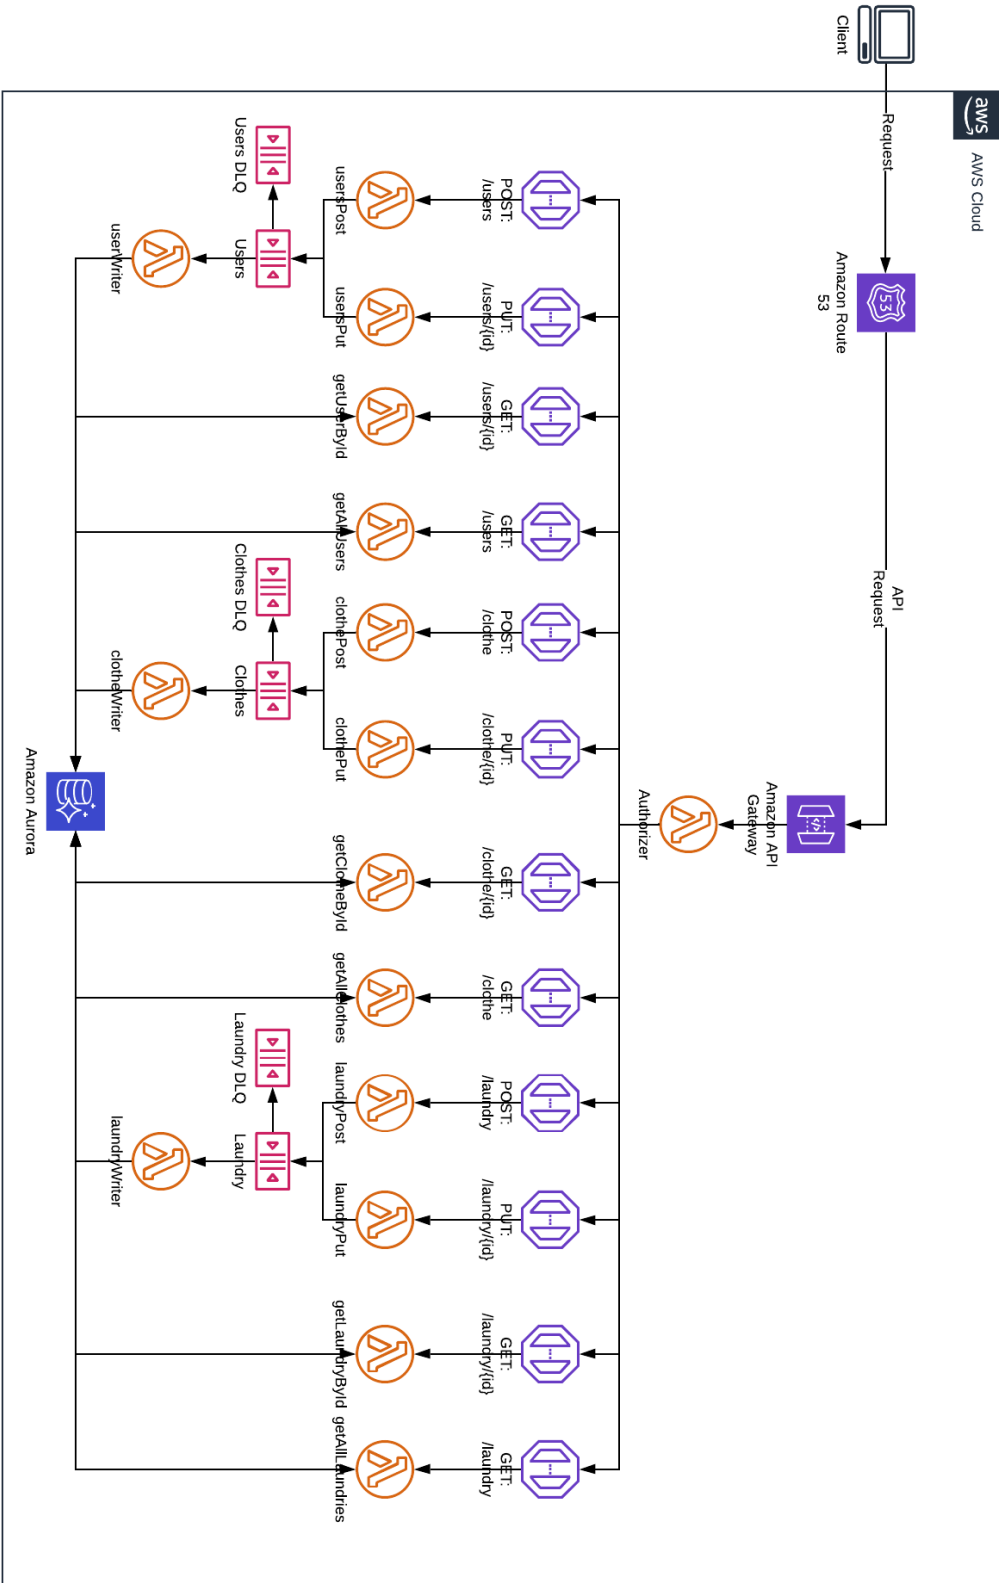 aws
AWS Cloud
Client
Request
Amazon Route
53
53
API
Request
Amazon API
Gateway
Authorizer
POST:
/users
PUT:
/users/{id}
GET:
/users/{id}
GET:
/users
POST:
/clothe
PUT:
/clothe/{id}
GET:
/clothe/{id}
GET:
/clothe
POST:
/laundry
PUT:
/laundry/{id}
GET:
/laundry/{id}
GET:
/laundry
usersPost
usersPut
getUserById
getAllUsers
clothePost
clothePut
getClotheById
getAllClothes
laundryPost
laundryPut
getLaundryById
getAllLaundries
Users DLQ
Users
Clothes DLQ
Clothes
Laundry DLQ
Laundry
userWriter
clotheWriter
laundryWriter
Amazon Aurora